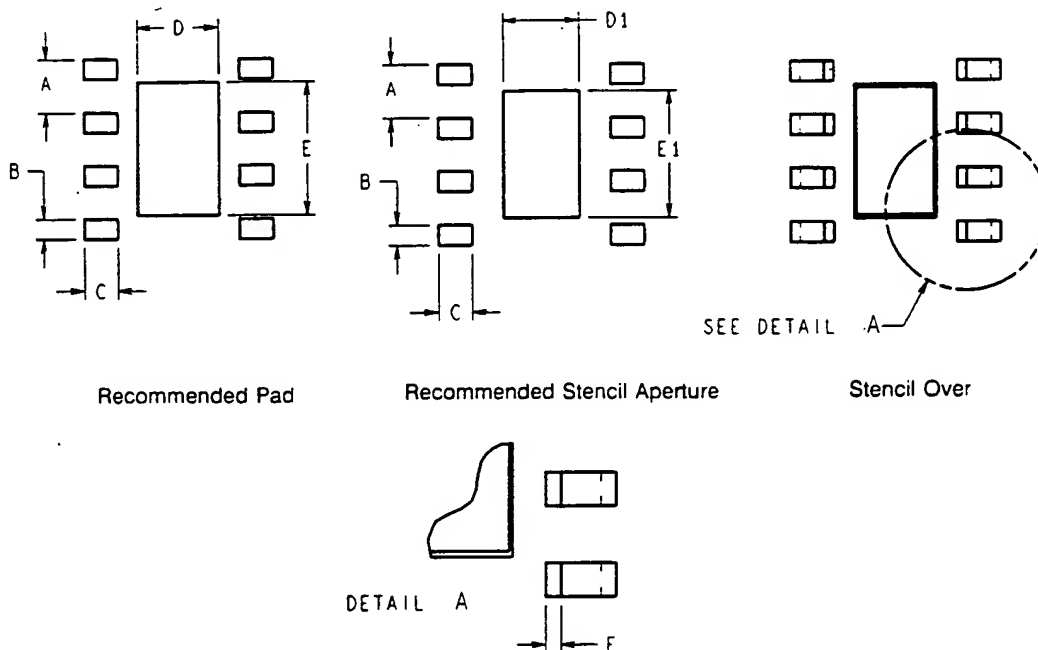 D
A
B
E
C
Recommended Pad
D1
A
B
E1
C
Recommended Stencil Aperture
SEE DETAIL A
Stencil Over
DETAIL A